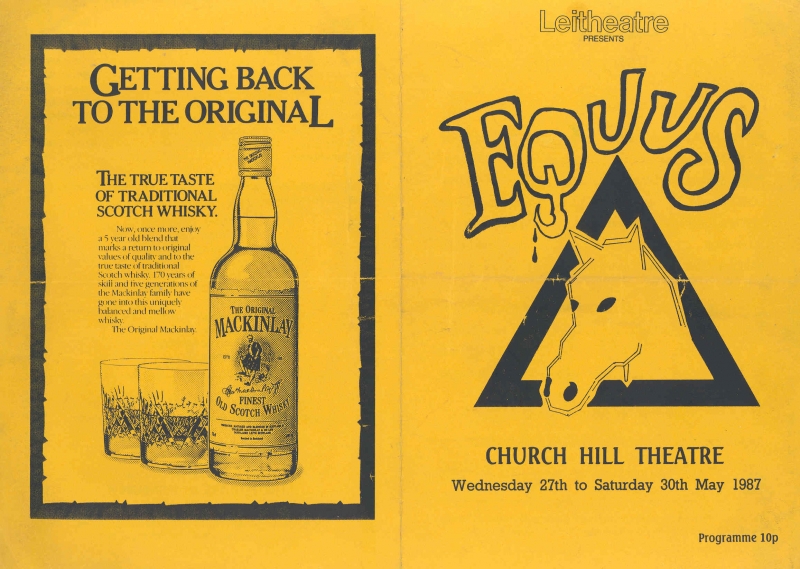 GETTING BACK
TO THE ORIGINAL
THE TRUE TASTE
OF TRADITIONAL
SCOTCH WHISKY.
Now, once more, enjoy
a 5 year old blend that
marks a return to original
values of quality and to the
true taste of traditional
Scotch whisky. 170 years of
skill and five generations of
the Mackinlay family have
gone into this uniquely
balanced and mellow
whisky.
The Original Mackinlay.
THE ORIGINAL
MACKINLAY
FINEST
OLD SCOTCH WHISKY
Leitheatre
PRESENTS
EQUUS
CHURCH HILL THEATRE
Wednesday 27th to Saturday 30th May 1987
Programme 10p